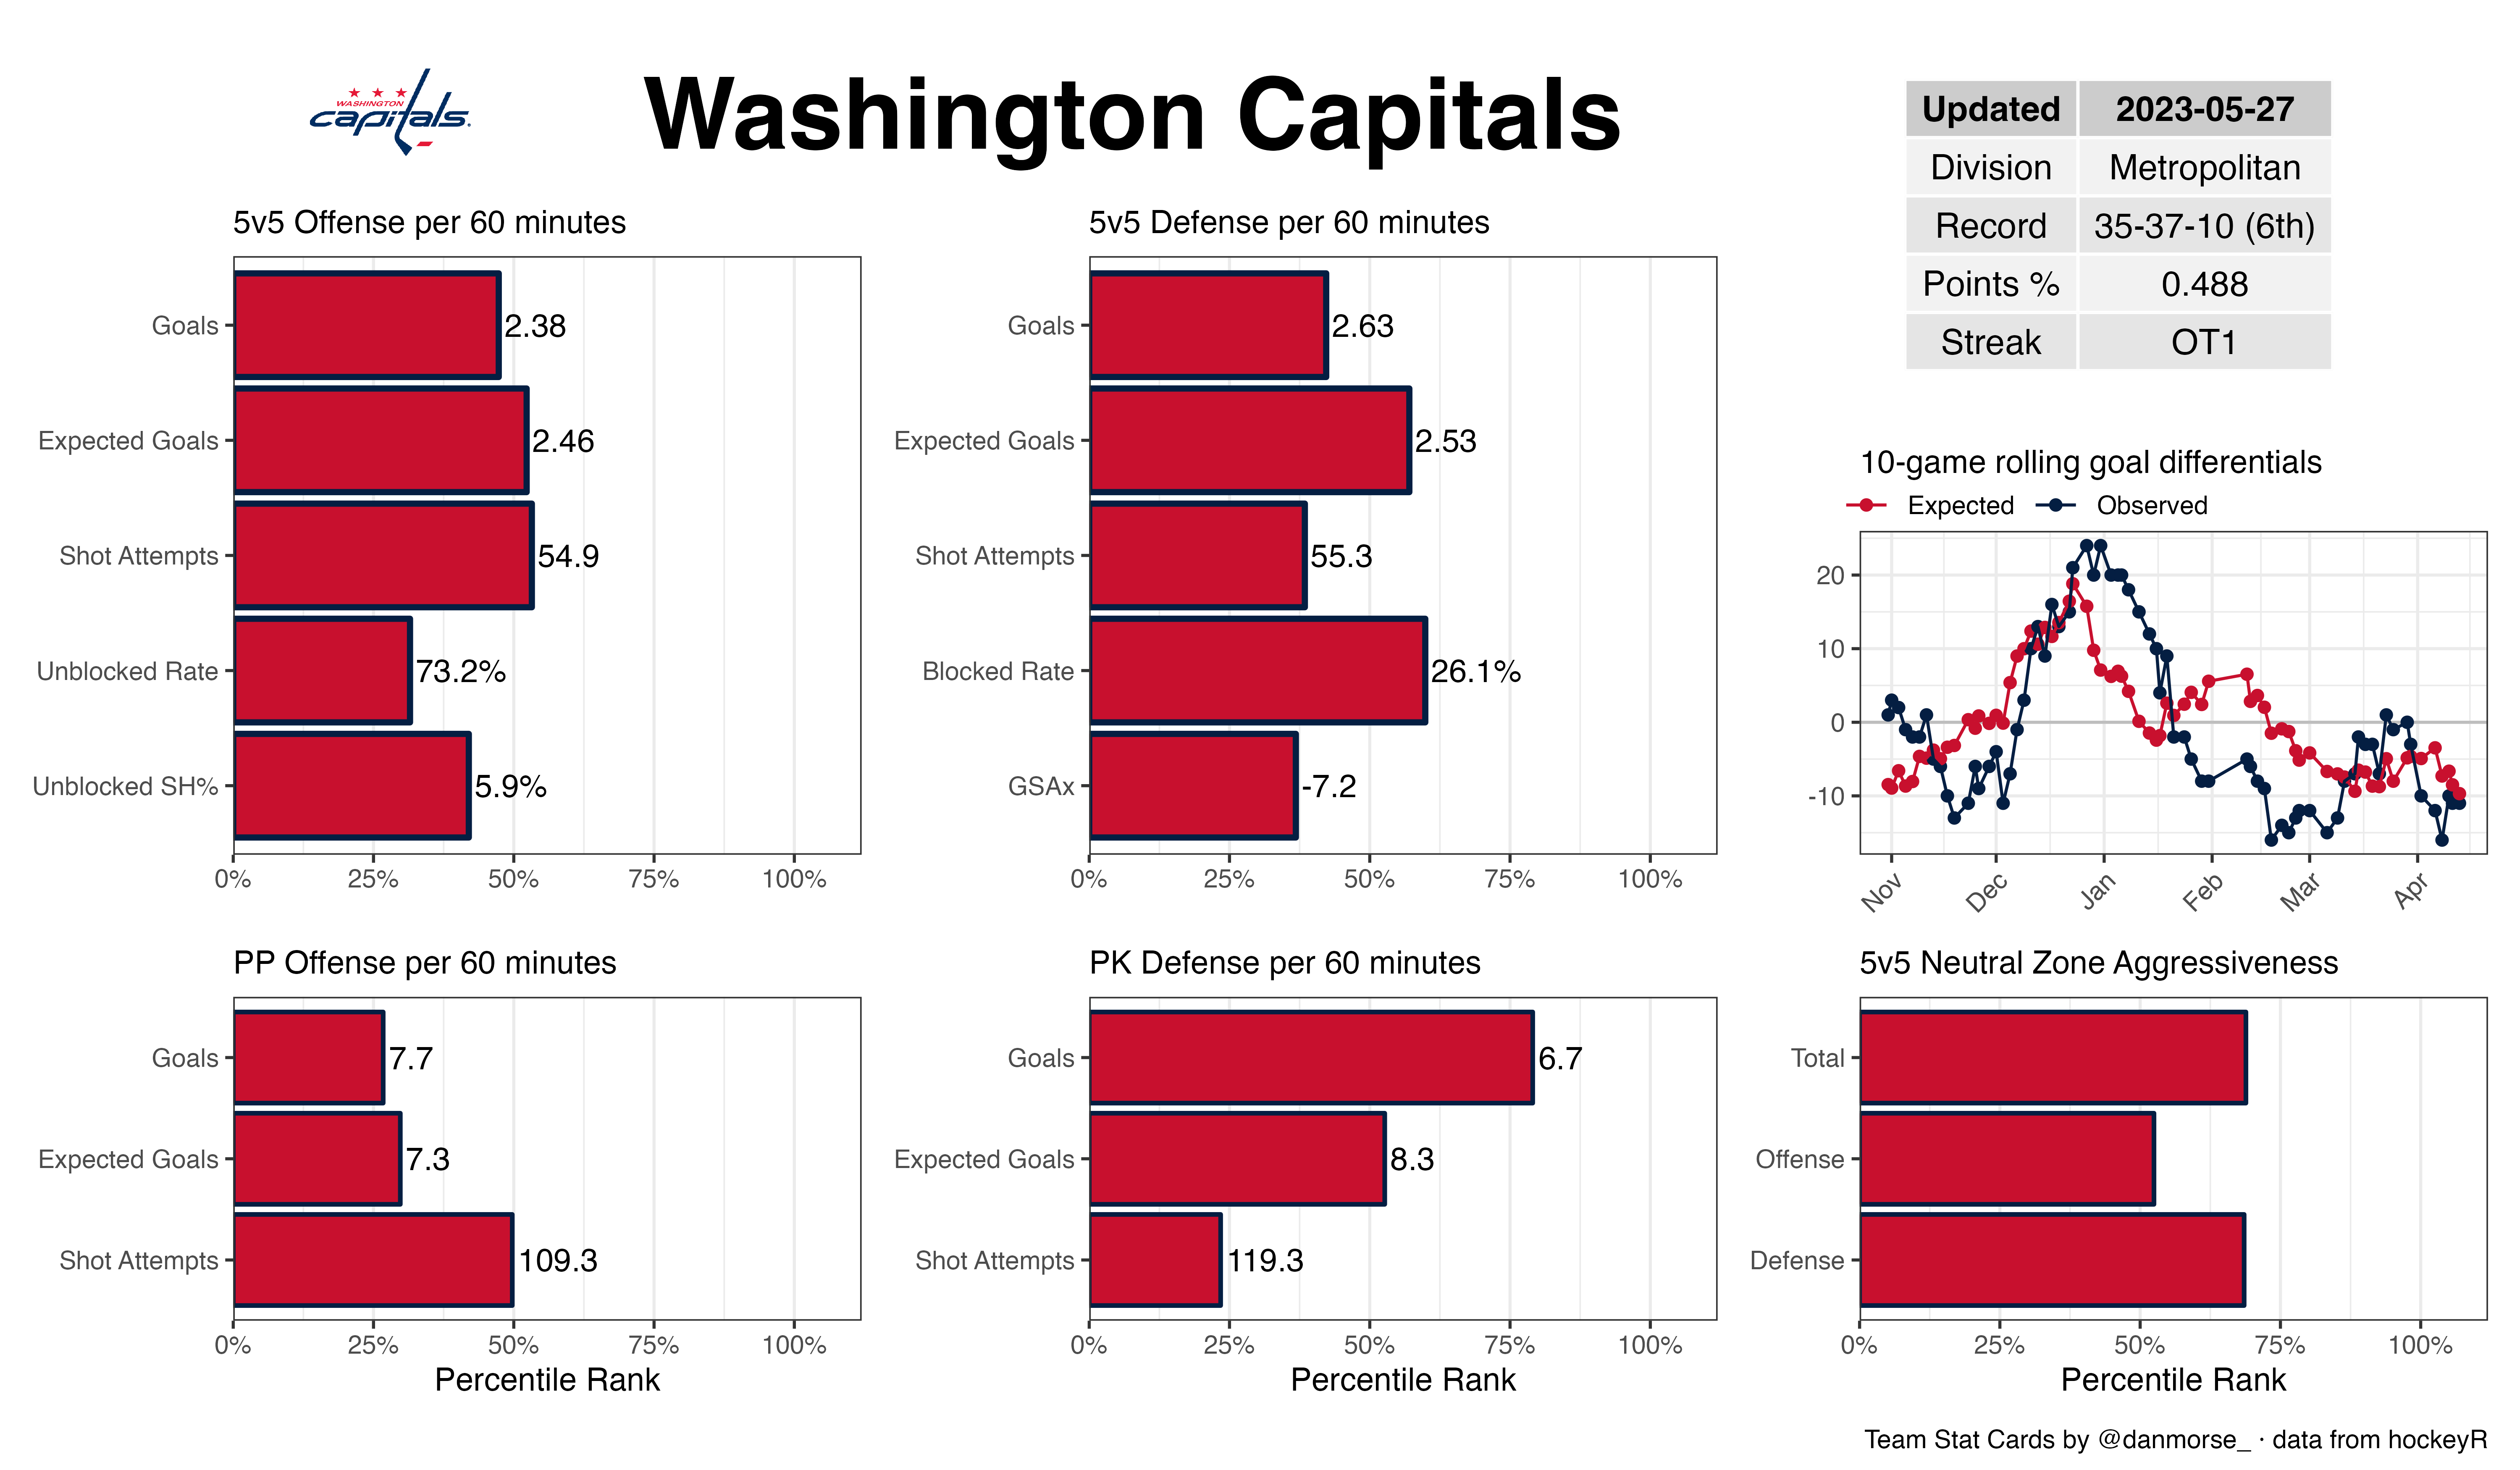 WASHINGTON
capitals
Washington Capitals
Updated 2023-05-27
Division Metropolitan
Record 35-37-10 (6th)
Points % 0.488
Streak OT1
5v5 Offense per 60 minutes
Goals 2.38
Expected Goals 2.46
Shot Attempts 54.9
Unblocked Rate 73.2%
Unblocked SH% 5.9%
0% 25% 50% 75% 100%
5v5 Defense per 60 minutes
Goals 2.63
Expected Goals 2.53
Shot Attempts 55.3
Blocked Rate 26.1%
GSAx -7.2
0% 25% 50% 75% 100%
10-game rolling goal differentials
Expected Observed
20
10
0
-10
Nov Dec Jan Feb Mar Apr
PP Offense per 60 minutes
Goals 7.7
Expected Goals 7.3
Shot Attempts 109.3
0% 25% 50% 75% 100%
Percentile Rank
PK Defense per 60 minutes
Goals 6.7
Expected Goals 8.3
Shot Attempts 119.3
0% 25% 50% 75% 100%
Percentile Rank
5v5 Neutral Zone Aggressiveness
Total
Offense
Defense
0% 25% 50% 75% 100%
Percentile Rank
Team Stat Cards by @danmorse_ · data from hockeyR